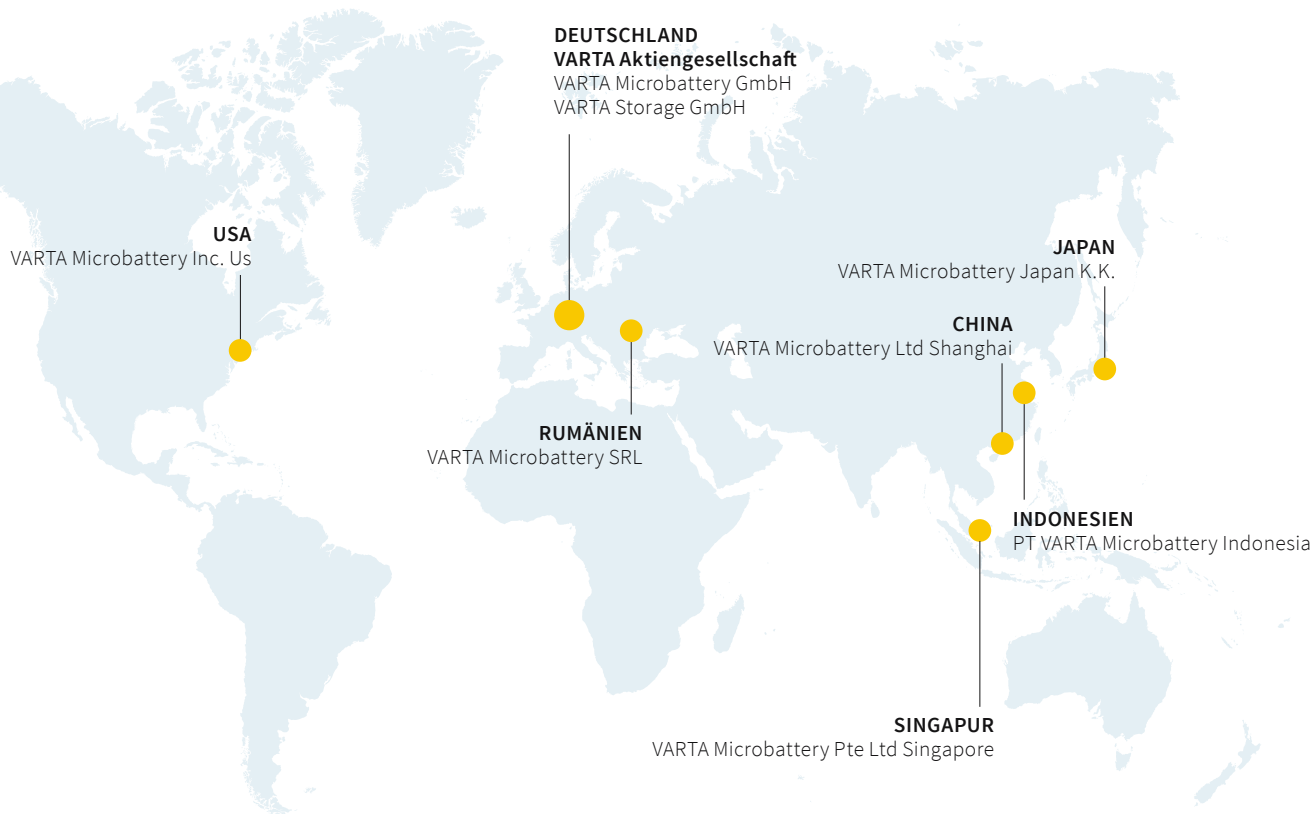 DEUTSCHLAND
VARTA Aktiengesellschaft
VARTA Microbattery GmbH
VARTA Storage GmbH
USA
VARTA Microbattery Inc. Us
JAPAN
VARTA Microbattery Japan K.K.
CHINA
VARTA Microbattery Ltd Shanghai
RUMÄNIEN
VARTA Microbattery SRL
INDONESIEN
PT VARTA Microbattery Indonesia
SINGAPUR
VARTA Microbattery Pte Ltd Singapore